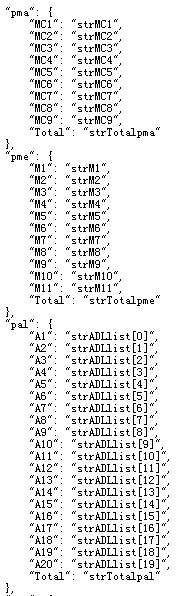 "pma": {
"MC1": "strMC1",
"MC2": "strMC2",
"MC3": "strMC3",
"MC4": "strMC4",
"MC5": "strMC5",
"MC6": "strMC6",
"MC7": "strMC7",
"MC8": "strMC8",
"MC9": "strMC9",
"Total": "strTotalpma"
},
"pme": {
"M1": "strM1",
"M2": "strM2",
"M3": "strM3",
"M4": "strM4",
"M5": "strM5",
"M6": "strM6",
"M7": "strM7",
"M8": "strM8",
"M9": "strM9",
"M10": "strM10",
"M11": "strM11",
"Total": "strTotalpme"
},
"pal": {
"A1": "strADLlist[0]",
"A2": "strADLlist[1]",
"A3": "strADLlist[2]",
"A4": "strADLlist[3]",
"A5": "strADLlist[4]",
"A6": "strADLlist[5]",
"A7": "strADLlist[6]",
"A8": "strADLlist[7]",
"A9": "strADLlist[8]",
"A10": "strADLlist[9]",
"A11": "strADLlist[10]",
"A12": "strADLlist[11]",
"A13": "strADLlist[12]",
"A14": "strADLlist[13]",
"A15": "strADLlist[14]",
"A16": "strADLlist[15]",
"A17": "strADLlist[16]",
"A18": "strADLlist[17]",
"A19": "strADLlist[18]",
"A20": "strADLlist[19]",
"Total": "strTotalpal"
},